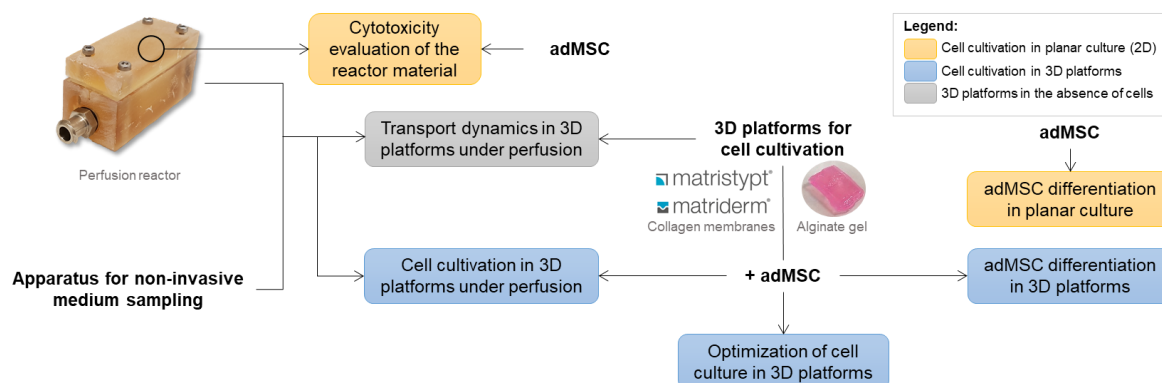 Cytotoxicity
evaluation of the
reactor material
adMSC
Legend:
Cell cultivation in planar culture (2D)
Cell cultivation in 3D platforms
3D platforms in the absence of cells
Perfusion reactor
Transport dynamics in 3D
platforms under perfusion
3D platforms for
cell cultivation
matristypt®
matriderm®
Collagen membranes
Alginate gel
adMSC
adMSC differentiation
in planar culture
Apparatus for non-invasive
medium sampling
Cell cultivation in 3D
platforms under perfusion
+ adMSC
adMSC differentiation
in 3D platforms
Optimization of cell
culture in 3D platforms